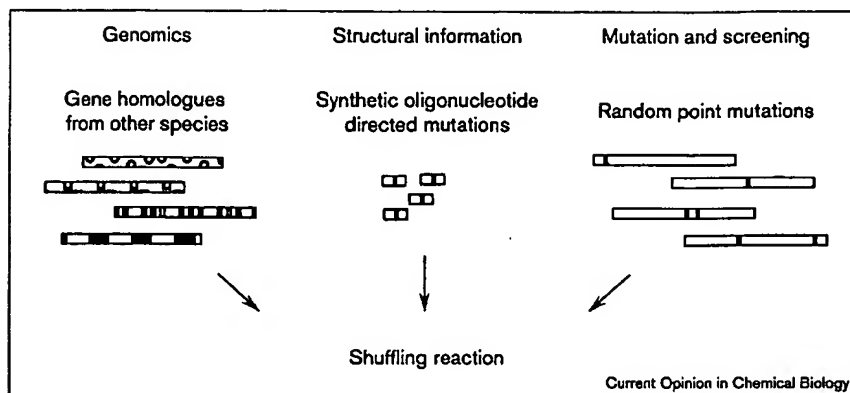 Genomics
Structural information
Mutation and screening
Gene homologues
from other species
Synthetic oligonucleotide
directed mutations
Random point mutations
Shuffling reaction
Current Opinion in Chemical Biology